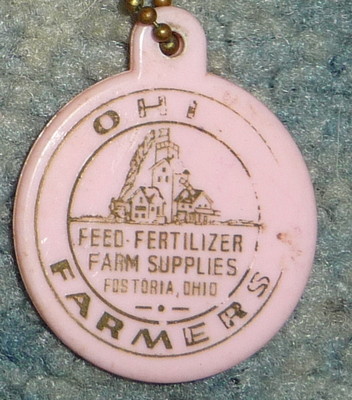 OHI
FEED-FERTILIZER
FARM SUPPLIES
FOSTORIA, OHIO
FARMERS